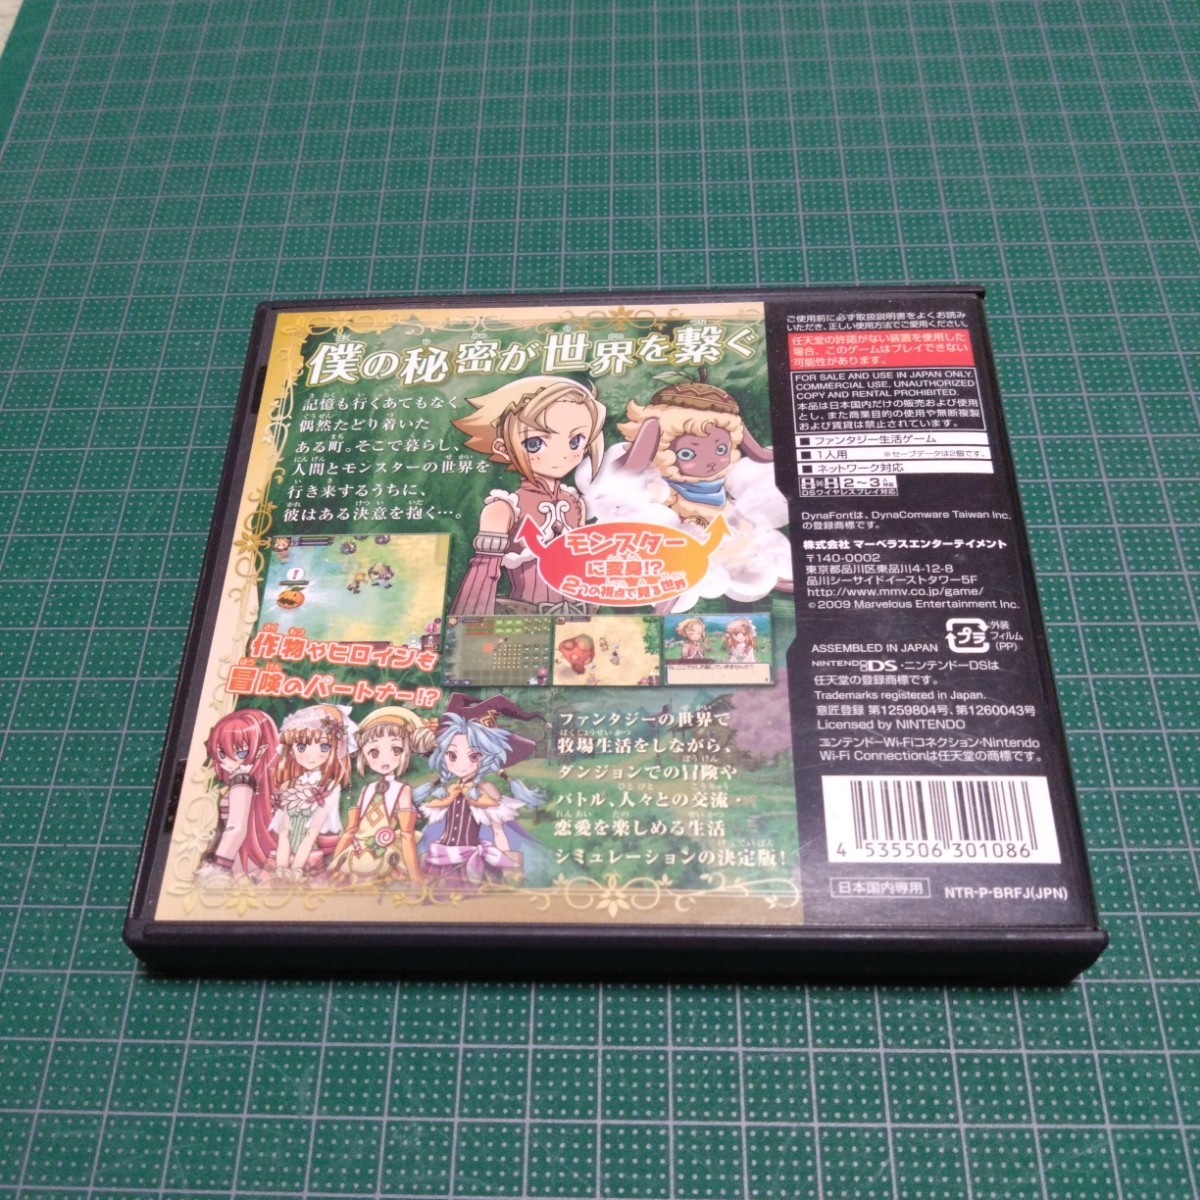 僕の秘密が世界を繋ぐ
記憶も行くあてもなく
偶然たどり着いた
ある町。そこで暮らし、
人間とモンスターの世界を
行き来するうちに、
彼はある決意を抱く…。
モンスター
に変身!?
2つの視点で見る世界
作物やヒロインも
冒険のパートナー!?
ファンタジーの世界で
牧場生活をしながら、
ダンジョンでの冒険や
バトル、人々との交流・
恋愛を楽しめる生活
シミュレーションの決定版!
ご使用前に必ず取扱説明書をよくお読み
いただき、正しい使用方法でご愛用ください。
任天堂の許諾がない装置を使用した
場合、このゲームはプレイできない
可能性があります。
FOR SALE AND USE IN JAPAN ONLY.
COMMERCIAL USE, UNAUTHORIZED
COPY AND RENTAL PROHIBITED.
本品は日本国内だけの販売および使用
とし、また商業目的の使用や無断複製
および賃貸は禁止されています。
■ ファンタジー生活ゲーム
■ 1人用 ※セーブデータは2個です。
■ ネットワーク対応
2〜3人対戦
DSワイヤレスプレイ対応
DynaFontは、DynaComware Taiwan Inc.
の登録商標です。
株式会社 マーベラスエンターテイメント
〒140-0002
東京都品川区東品川4-12-8
品川シーサイドイーストタワー5F
http://www.mmv.co.jp/game/
©2009 Marvelous Entertainment Inc.
プラ
外装
フィルム
(PP)
ASSEMBLED IN JAPAN
NINTENDO DS・ニンテンドーDSは
任天堂の登録商標です。
Trademarks registered in Japan.
意匠登録 第1259804号、第1260043号
Licensed by NINTENDO
ニンテンドーWi-Fiコネクション・Nintendo
Wi-Fi Connectionは任天堂の商標です。
4 535506 301086
日本国内専用
NTR-P-BRFJ(JPN)